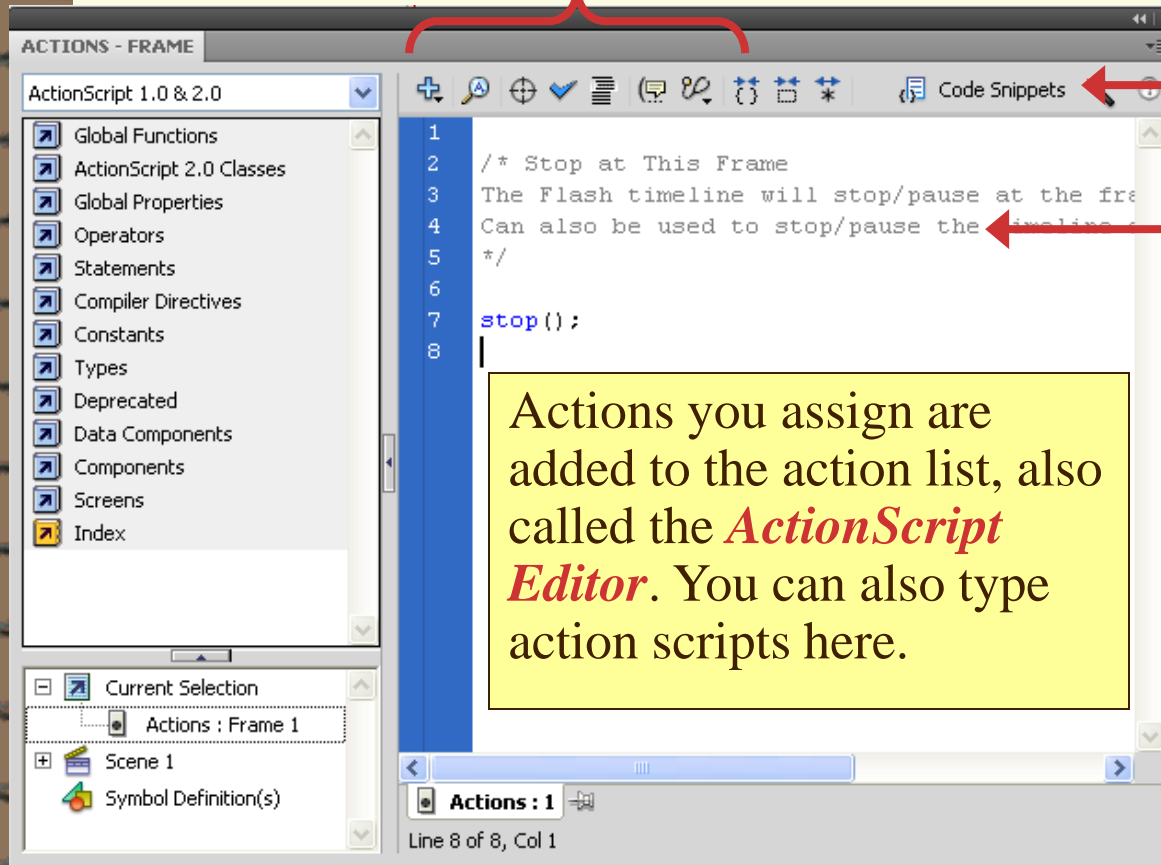 ACTIONS - FRAME
ActionScript 1.0 & 2.0
Code Snippets
Global Functions
ActionScript 2.0 Classes
Global Properties
Operators
Statements
Compiler Directives
Constants
Types
Deprecated
Data Components
Components
Screens
Index
Current Selection
Actions : Frame 1
Scene 1
Symbol Definition(s)
1
2 /* Stop at This Frame
3 The Flash timeline will stop/pause at the
4 Can also be used to stop/pause the
5 */
6
7 stop();
8
Actions you assign are
added to the action list, also
called the ActionScript
Editor. You can also type
action scripts here.
Actions : 1
Line 8 of 8, Col 1